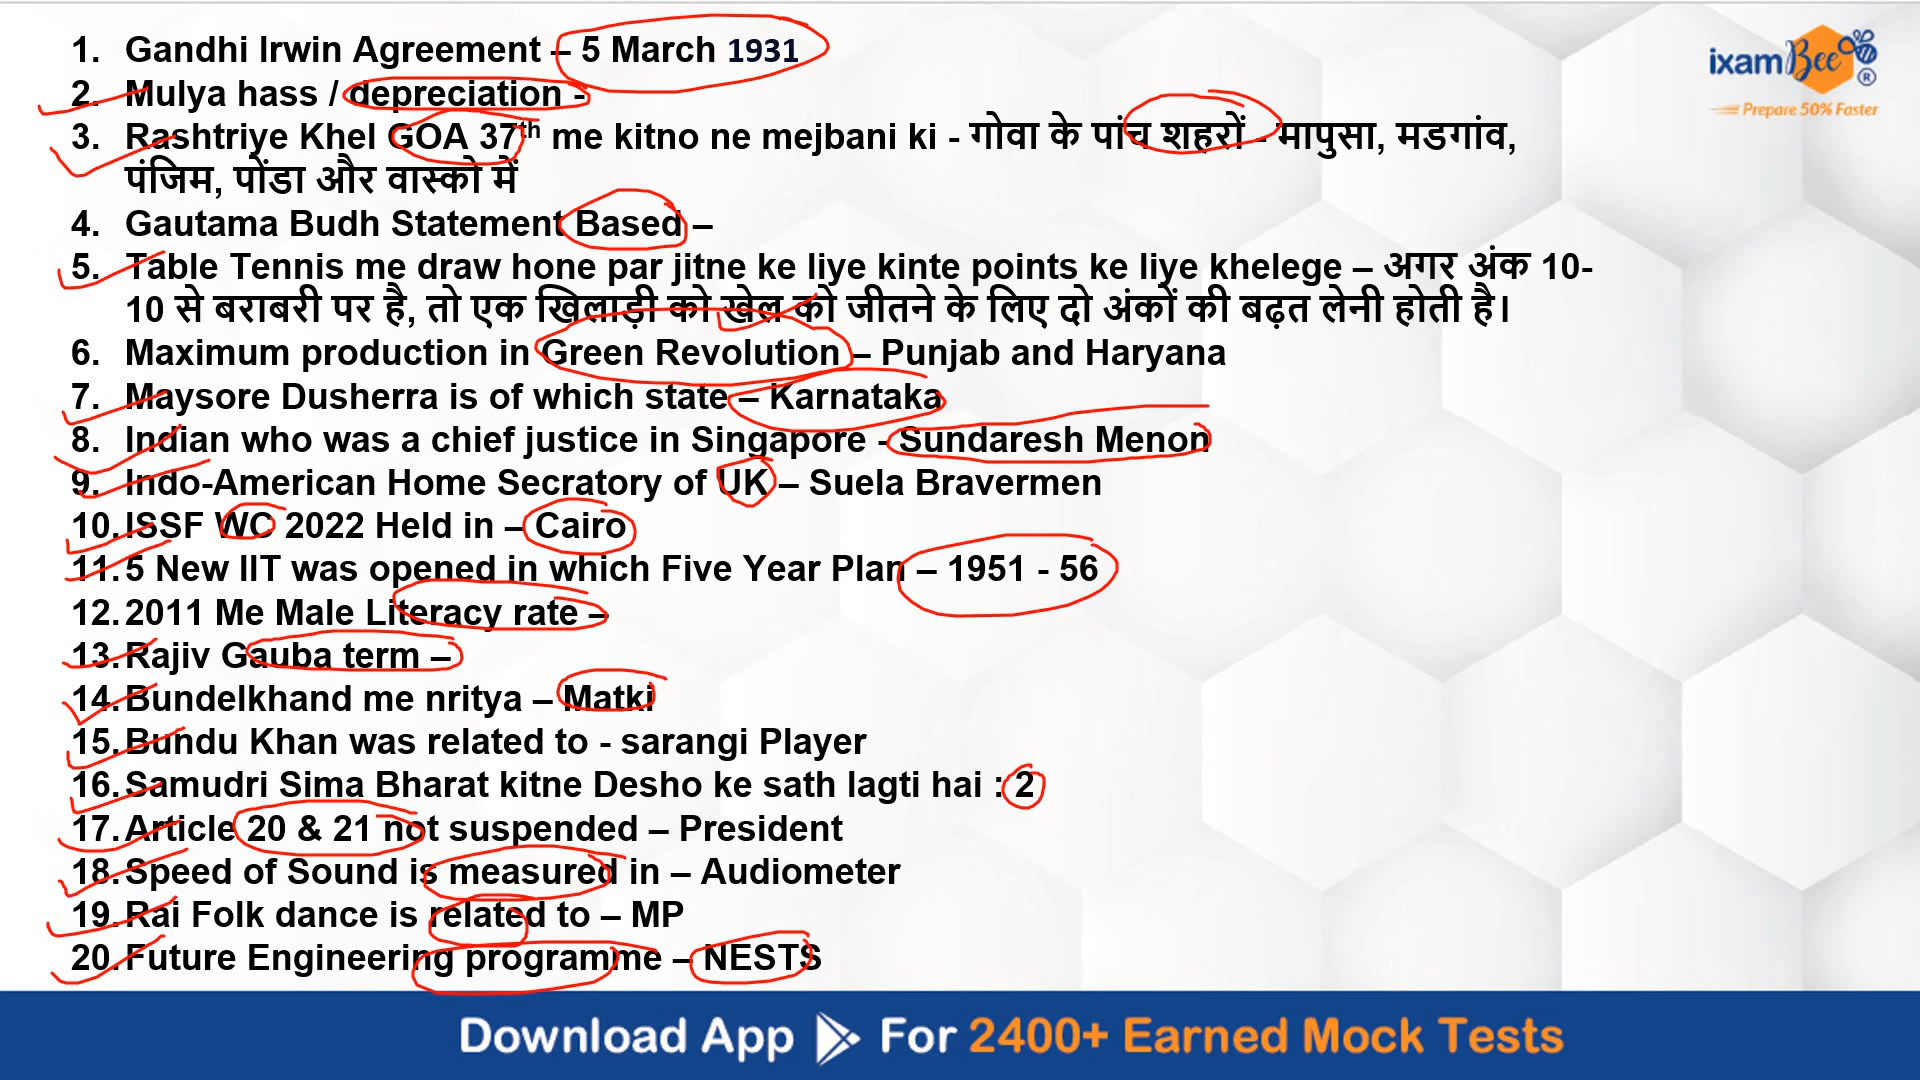 1. Gandhi Irwin Agreement – 5 March 1931
2. Mulya hass / depreciation -
3. Rashtriye Khel GOA 37th me kitno ne mejbani ki - गोवा के पांच शहरों - मापुसा, मडगांव,
पंजिम, पोंडा और वास्को में
4. Gautama Budh Statement Based –
5. Table Tennis me draw hone par jitne ke liye kinte points ke liye khelege – अगर अंक 10-
10 से बराबरी पर है, तो एक खिलाड़ी को खेल को जीतने के लिए दो अंकों की बढ़त लेनी होती है।
6. Maximum production in Green Revolution – Punjab and Haryana
7. Maysore Dusherra is of which state – Karnataka
8. Indian who was a chief justice in Singapore - Sundaresh Menon
9. Indo-American Home Secratory of UK – Suela Bravermen
10. ISSF WC 2022 Held in – Cairo
11. 5 New IIT was opened in which Five Year Plan – 1951 - 56
12. 2011 Me Male Literacy rate –
13. Rajiv Gauba term –
14. Bundelkhand me nritya – Matki
15. Bundu Khan was related to - sarangi Player
16. Samudri Sima Bharat kitne Desho ke sath lagti hai : 2
17. Article 20 & 21 not suspended – President
18. Speed of Sound is measured in – Audiometer
19. Rai Folk dance is related to – MP
20. Future Engineering programme – NESTS
ixamBee ®
Prepare 50% Faster
Download App For 2400+ Earned Mock Tests